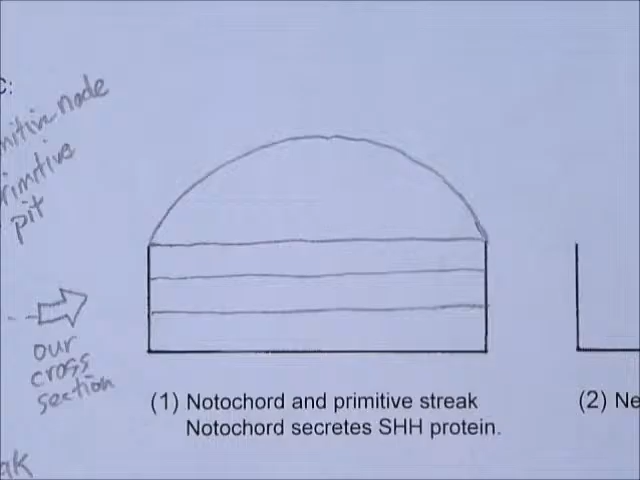 C:
mitive node
rimitive
pit
our
cross
section
(1) Notochord and primitive streak
Notochord secretes SHH protein.
(2) Ne
ak